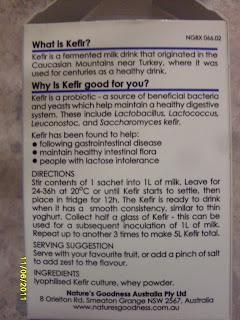 NGBX 066.02
What is Kefir?
Kefir is a fermented milk drink that originated in the
Caucasian Mountains near Turkey, where it was
used for centuries as a healthy drink.
Why is Kefir good for you?
Kefir is a probiotic - a source of beneficial bacteria
and yeasts which help maintain a healthy digestive
system. These include Lactobacillus, Lactococcus,
Leuconostoc, and Saccharomyces kefir.
Kefir has been found to help:
● following gastrointestinal disease
● maintain healthy intestinal flora
● people with lactose intolerance
DIRECTIONS
Stir contents of 1 sachet into 1L of milk. Leave for
24-36h at 20°C or until Kefir starts to settle, then
place in fridge for 12h. The Kefir is ready to drink
when it has a smooth consistency, similar to thin
yoghurt. Collect half a glass of Kefir - this can be
used for a subsequent inoculation of 1L of milk.
Repeat up to another 3 times to make 5L Kefir total.
SERVING SUGGESTION
Serve with your favourite fruit, or add a pinch of salt
to add zest to the flavour.
INGREDIENTS
lyophilised Kefir culture, whey powder.
Nature's Goodness Australia Pty Ltd
8 Orielton Rd, Smeaton Grange NSW 2567, Australia
www.naturesgoodness.com.au
11/06/2011